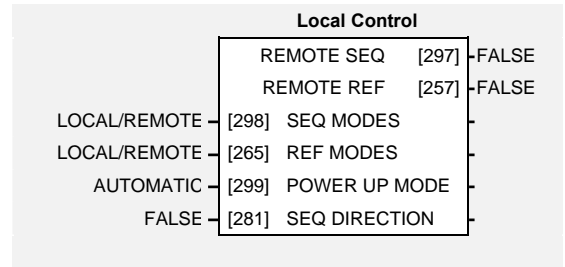 Local Control
REMOTE SEQ [297] FALSE
REMOTE REF [257] FALSE
LOCAL/REMOTE [298] SEQ MODES
LOCAL/REMOTE [265] REF MODES
AUTOMATIC [299] POWER UP MODE
FALSE [281] SEQ DIRECTION